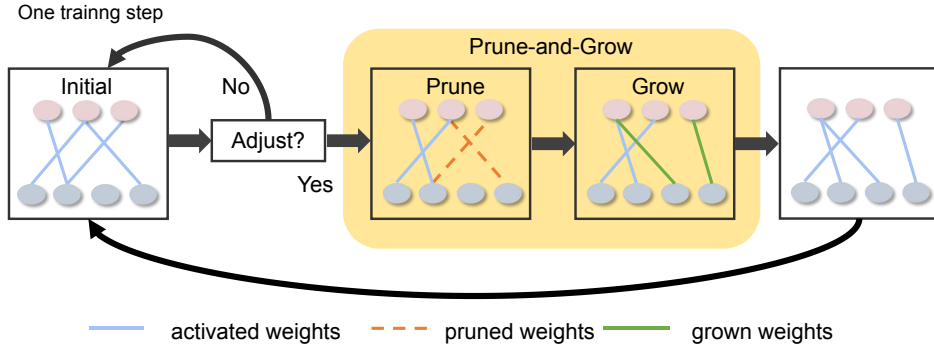 One trainng step
Prune-and-Grow
Initial
No
Prune
Grow
Adjust?
Yes
activated weights
pruned weights
grown weights